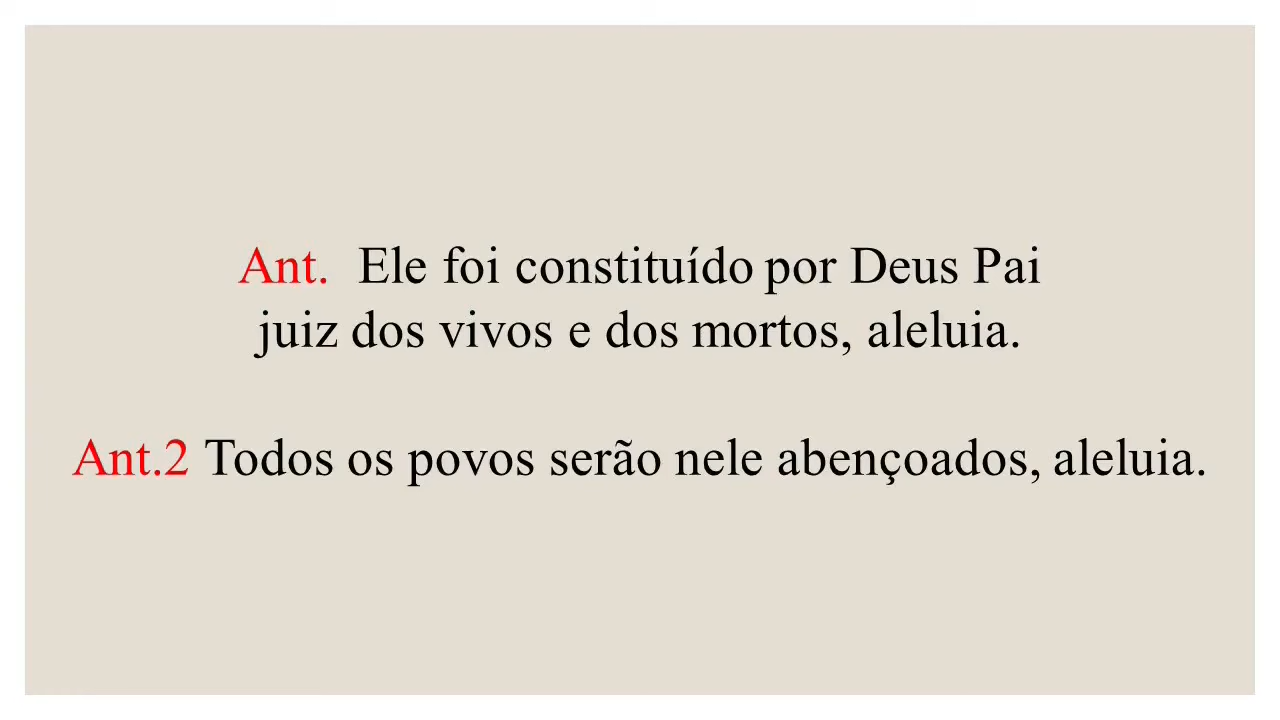 Ant.  Ele foi constituído por Deus Pai
juiz dos vivos e dos mortos, aleluia.
Ant.2 Todos os povos serão nele abençoados, aleluia.